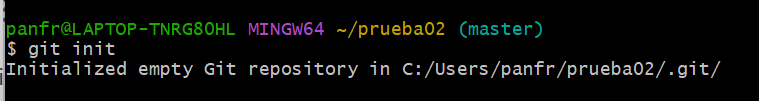 panfr@LAPTOP-TNRG80HL MINGW64 ~/prueba02 (master)
$ git init
Initialized empty Git repository in C:/Users/panfr/prueba02/.git/